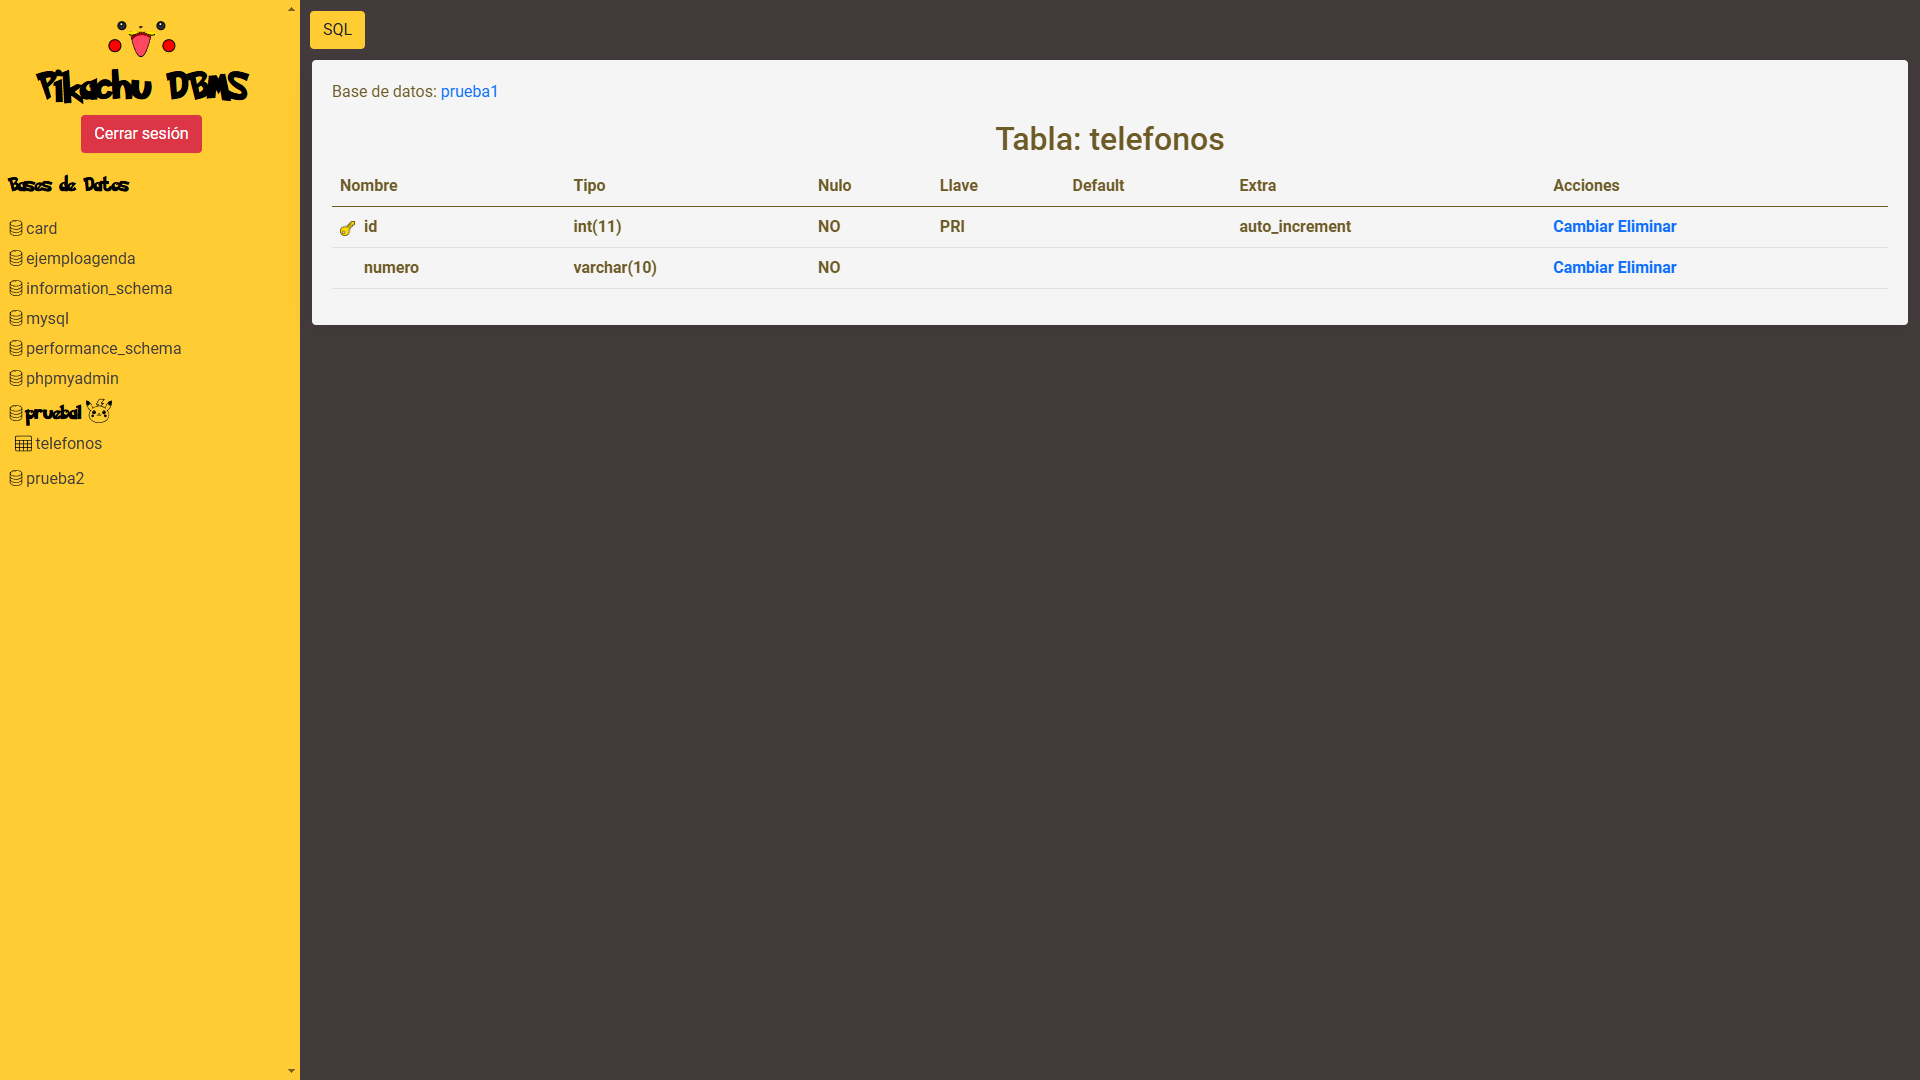 Pikachu DBMS
Cerrar sesión
Bases de Datos
card
ejemploagenda
information_schema
mysql
performance_schema
phpmyadmin
prueba1
telefonos
prueba2
SQL
Base de datos: prueba1
Tabla: telefonos
Nombre Tipo Nulo Llave Default Extra Acciones
id int(11) NO PRI auto_increment Cambiar Eliminar
numero varchar(10) NO Cambiar Eliminar